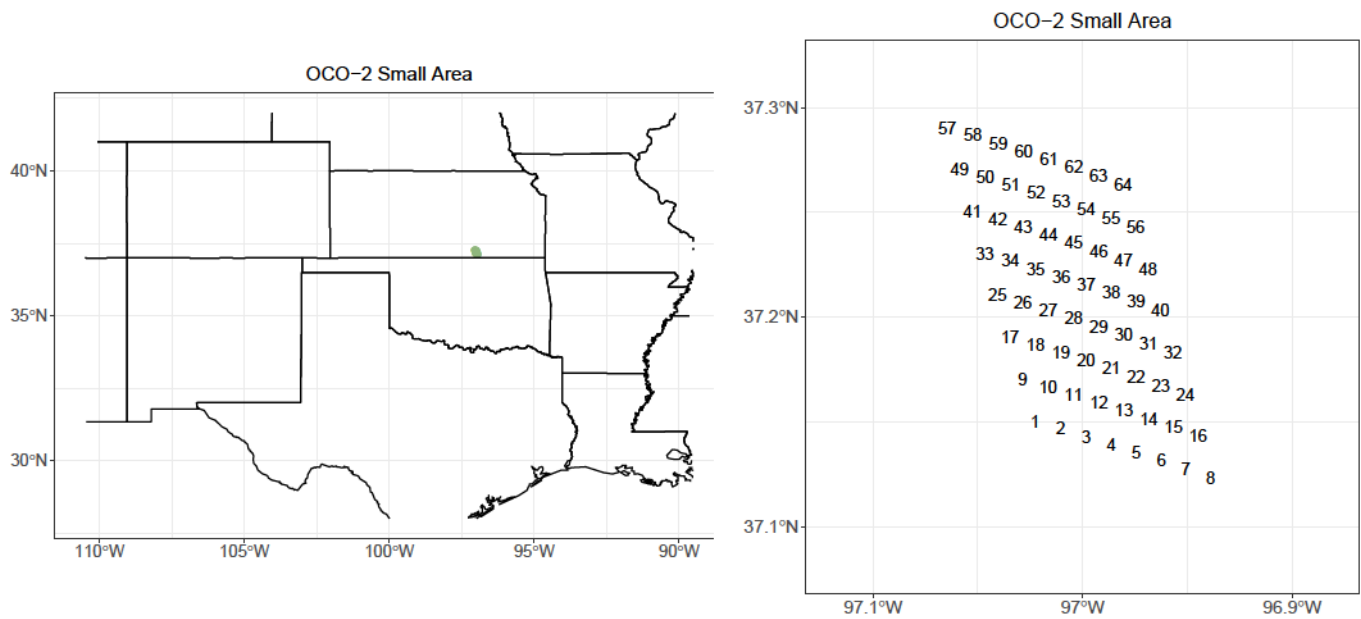 OCO−2 Small Area
40°N
35°N
30°N
110°W 105°W 100°W 95°W 90°W
OCO−2 Small Area
37.3°N
37.2°N
37.1°N
57 58 59 60 61 62 63 64
49 50 51 52 53 54 55 56
41 42 43 44 45 46 47 48
33 34 35 36 37 38 39 40
25 26 27 28 29 30 31 32
17 18 19 20 21 22 23 24
9 10 11 12 13 14 15 16
1 2 3 4 5 6 7 8
97.1°W 97°W 96.9°W